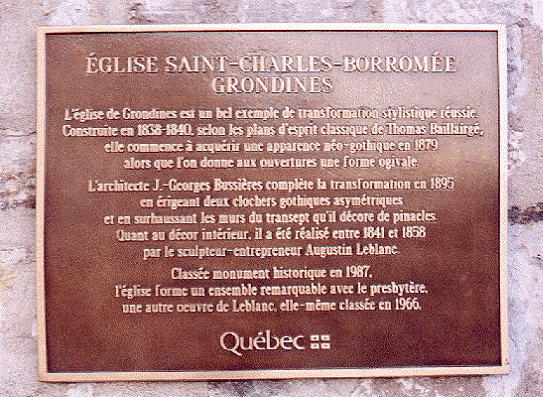 ÉGLISE SAINT-CHARLES-BORROMÉE
GRONDINES
L'église de Grondines est un bel exemple de transformation stylistique réussie.
Construite en 1838-1840, selon les plans d'esprit classique de Thomas Baillairgé,
elle commence à acquérir une apparence néo-gothique en 1879
alors que l'on donne aux ouvertures une forme ogivale.
L'architecte J.-Georges Bussières complète la transformation en 1895
en érigeant deux clochers gothiques asymétriques
et en surhaussant les murs du transept qu'il décore de pinacles.
Quant au décor intérieur, il a été réalisé entre 1841 et 1858
par le sculpteur-entrepreneur Augustin Leblanc.
Classée monument historique en 1987,
l'église forme un ensemble remarquable avec le presbytère,
une autre oeuvre de Leblanc, elle-même classée en 1966.
Québec